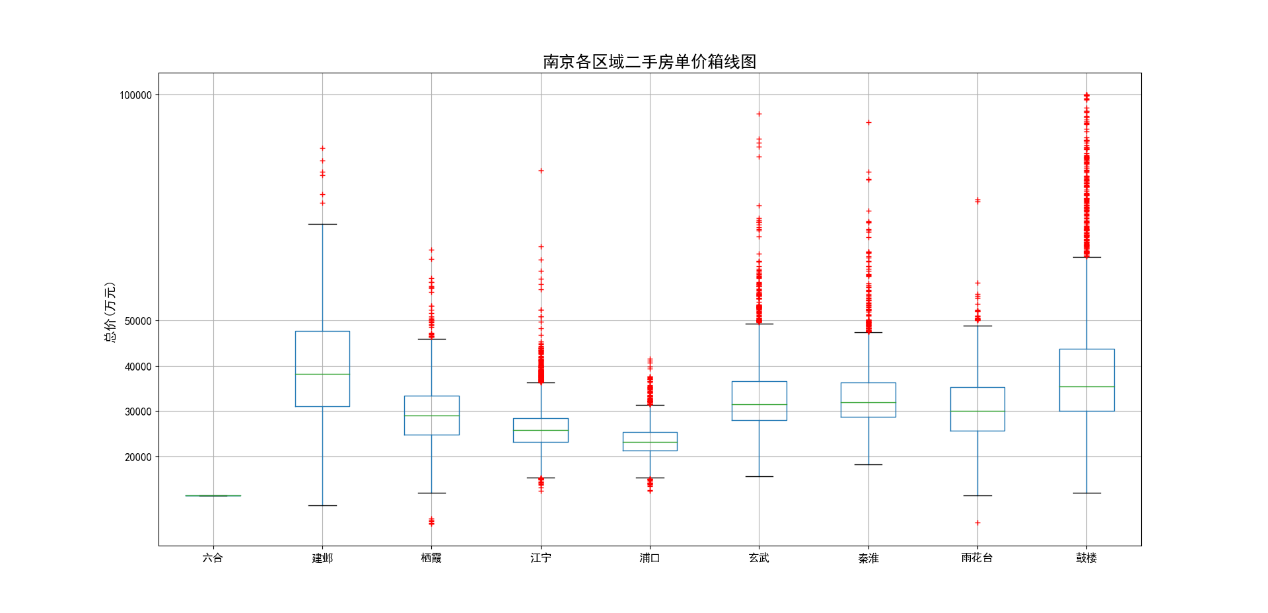 南京各区域二手房单价箱线图
总价(万元)
100000
50000
40000
30000
20000
六合
建邺
栖霞
江宁
浦口
玄武
秦淮
雨花台
鼓楼